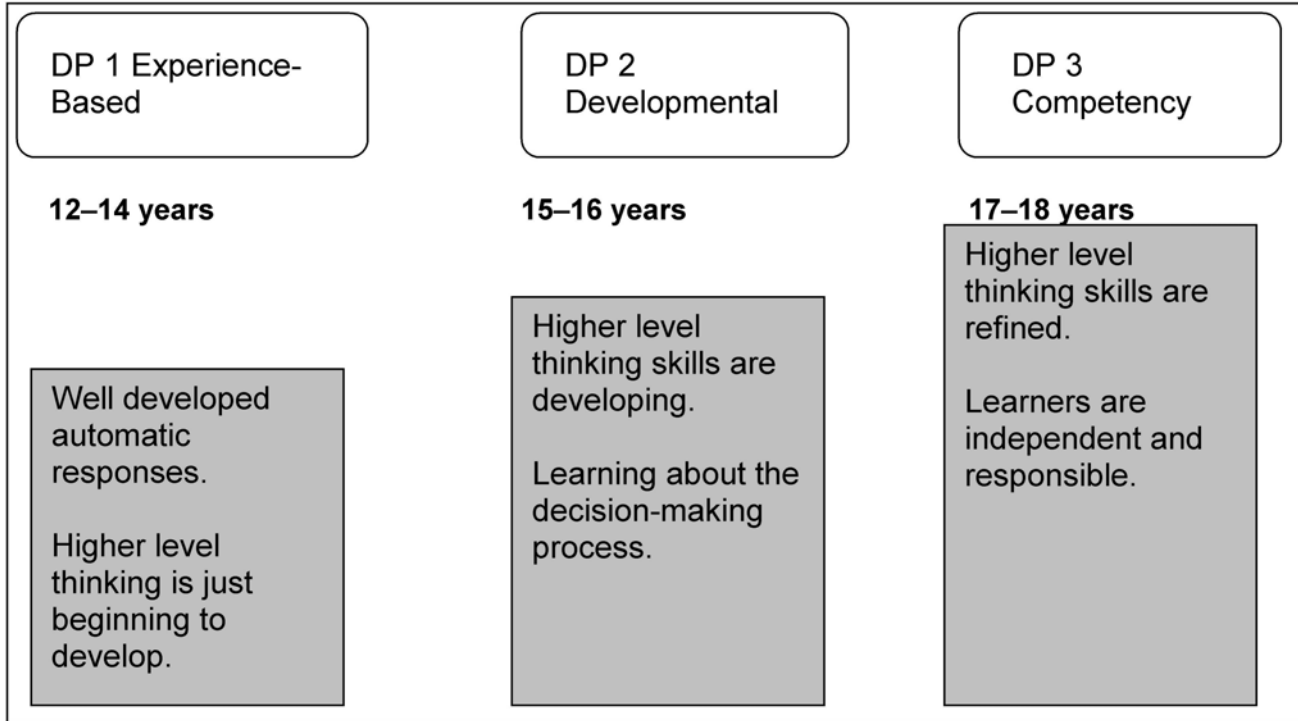 DP 1 Experience-
Based
DP 2
Developmental
DP 3
Competency
12–14 years
15–16 years
17–18 years
Well developed
automatic
responses.
Higher level
thinking is just
beginning to
develop.
Higher level
thinking skills are
developing.
Learning about the
decision-making
process.
Higher level
thinking skills are
refined.
Learners are
independent and
responsible.